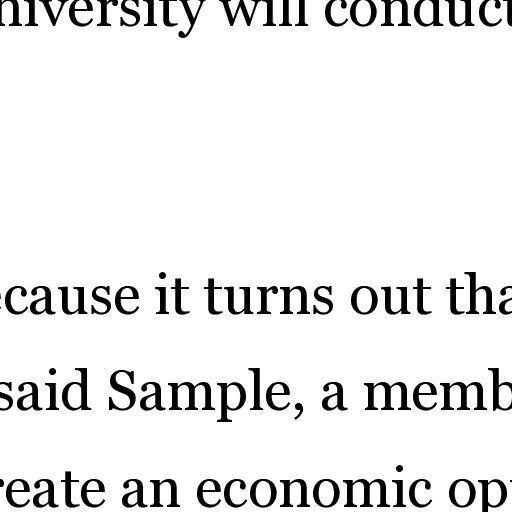 niversity will conduct
ecause it turns out tha
said Sample, a memb
reate an economic op